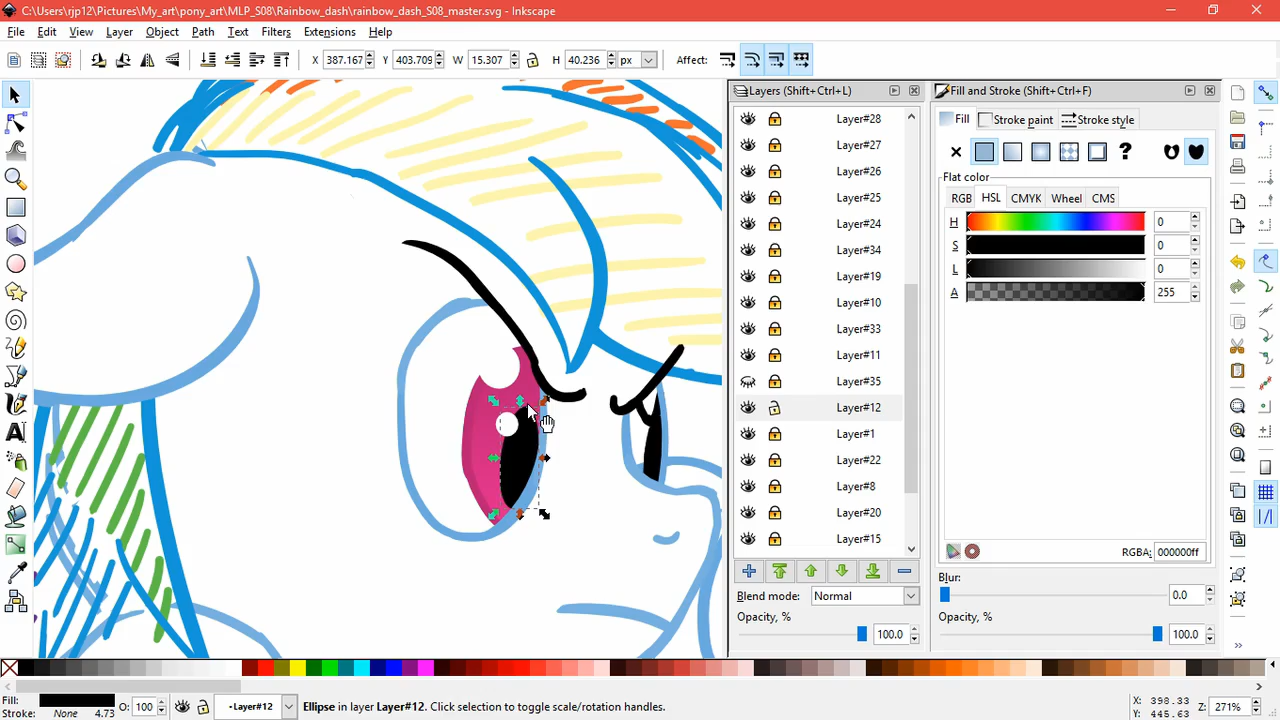 C:\Users\rjp12\Pictures\My_art\pony_art\MLP_S08\Rainbow_dash\rainbow_dash_S08_master.svg - Inkscape
File Edit View Layer Object Path Text Filters Extensions Help
X 387.167 Y 403.709 W 15.307 H 40.236 px Affect:
Layers (Shift+Ctrl+L)
Layer#28
Layer#27
Layer#26
Layer#25
Layer#24
Layer#34
Layer#19
Layer#10
Layer#33
Layer#11
Layer#35
Layer#12
Layer#1
Layer#22
Layer#8
Layer#20
Layer#15
Blend mode: Normal
Opacity, %
100.0
Fill and Stroke (Shift+Ctrl+F)
Fill Stroke paint Stroke style
?
Flat color
RGB HSL CMYK Wheel CMS
H 0
S 0
L 0
A 255
RGBA: 000000ff
Blur:
0.0
Opacity, %
100.0
Fill:
Stroke: None 4.73
O: 100
•Layer#12
Ellipse in layer Layer#12. Click selection to toggle scale/rotation handles.
X: 398.33
Y: 445.63
Z: 271%